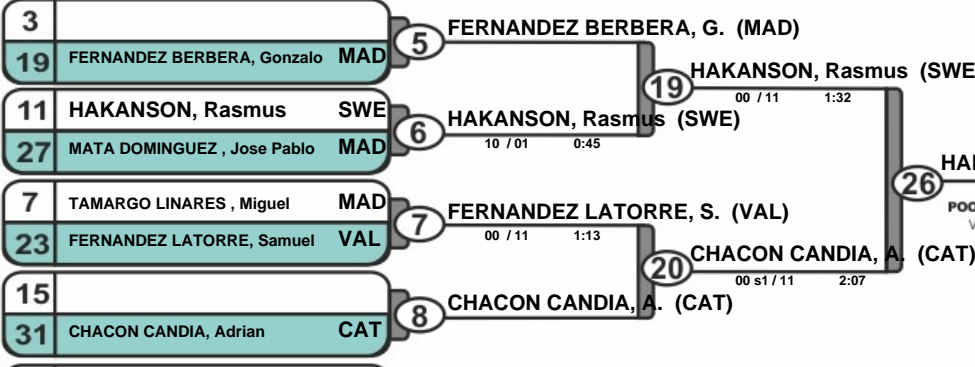 3
19 FERNANDEZ BERBERA, Gonzalo MAD
5
FERNANDEZ BERBERA, G. (MAD)
19
HAKANSON, Rasmus (SWE
00 / 11 1:32
11 HAKANSON, Rasmus SWE
27 MATA DOMINGUEZ , Jose Pablo MAD
6
HAKANSON, Rasmus (SWE)
10 / 01 0:45
26
HAI
POO
V
7 TAMARGO LINARES , Miguel MAD
23 FERNANDEZ LATORRE, Samuel VAL
7
FERNANDEZ LATORRE, S. (VAL)
00 / 11 1:13
20
CHACON CANDIA, A. (CAT)
00 s1 / 11 2:07
15
31 CHACON CANDIA, Adrian CAT
8
CHACON CANDIA, A. (CAT)